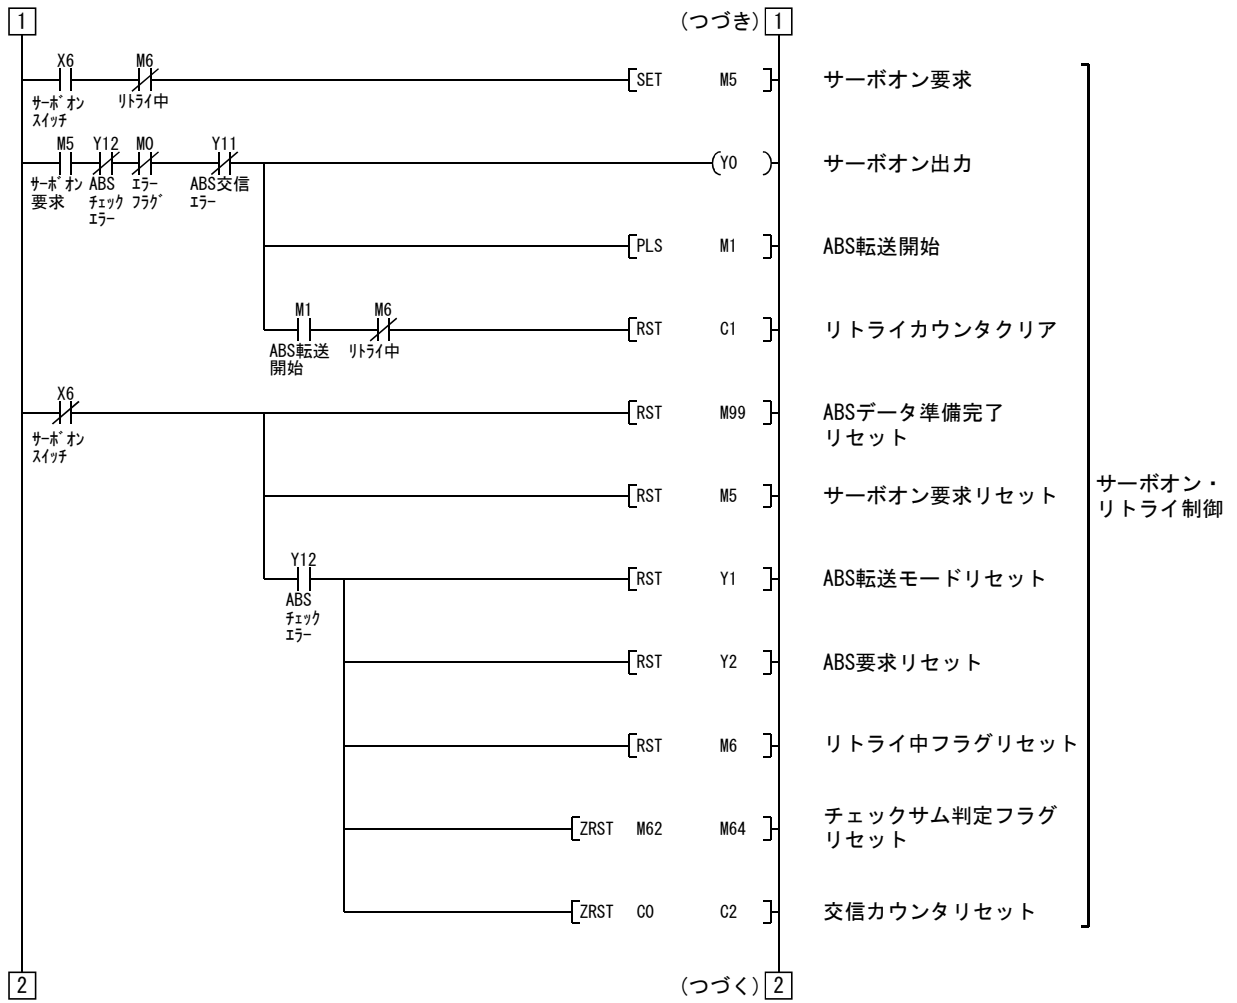 1 (つづき) 1
X6 M6
SET M5 サーボオン要求
サーボオン リトライ中
スイッチ
M5 Y12 M0 Y11
Y0 サーボオン出力
サーボオン ABS エラー ABS交信
要求 チェック フラグ エラー
エラー
PLS M1 ABS転送開始
M1 M6
RST C1 リトライカウンタクリア
ABS転送 リトライ中
開始
X6
RST M99 ABSデータ準備完了
リセット
サーボオン
スイッチ
RST M5 サーボオン要求リセット
サーボオン・
リトライ制御
Y12
RST Y1 ABS転送モードリセット
ABS
チェック
エラー
RST Y2 ABS要求リセット
RST M6 リトライ中フラグリセット
ZRST M62 M64 チェックサム判定フラグ
リセット
ZRST C0 C2 交信カウンタリセット
2 (つづく) 2